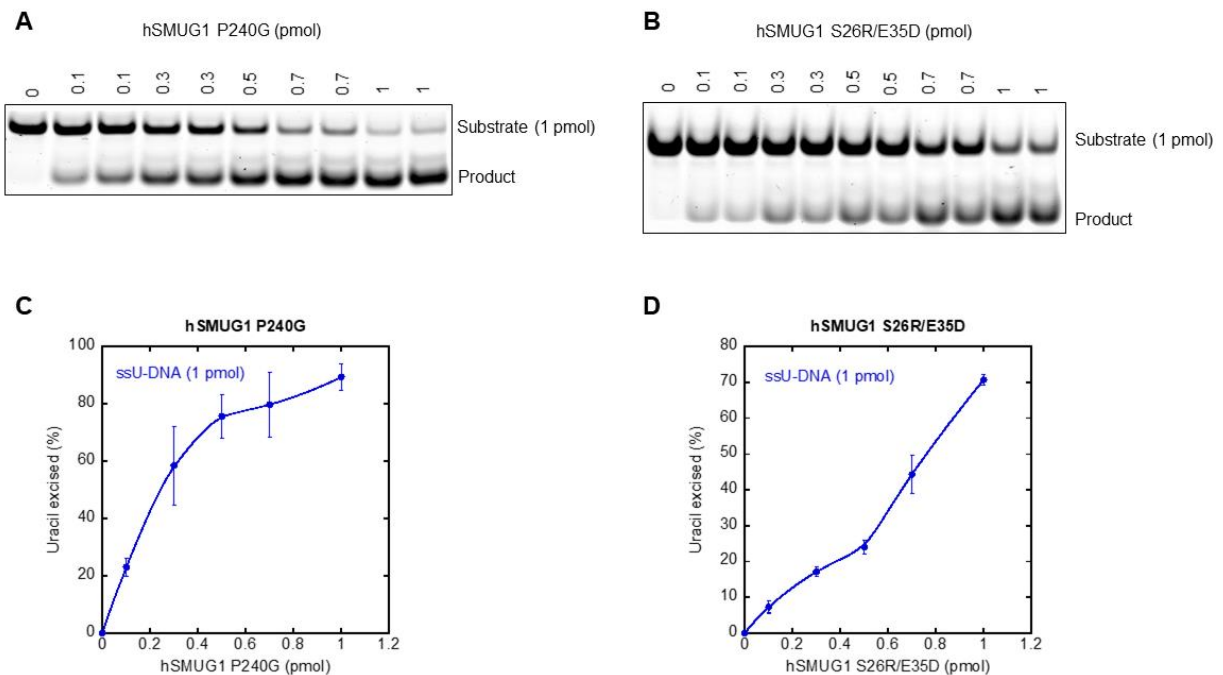 A
hSMUG1 P240G (pmol)
0 0.1 0.1 0.3 0.3 0.5 0.7 0.7 1 1
Substrate (1 pmol)
Product
B
hSMUG1 S26R/E35D (pmol)
0 0.1 0.1 0.3 0.3 0.5 0.5 0.7 0.7 1 1
Substrate (1 pmol)
Product
C
hSMUG1 P240G
ssU-DNA (1 pmol)
Uracil excised (%)
100
80
60
40
20
0
0 0.2 0.4 0.6 0.8 1 1.2
hSMUG1 P240G (pmol)
D
hSMUG1 S26R/E35D
ssU-DNA (1 pmol)
Uracil excised (%)
80
70
60
50
40
30
20
10
0
0 0.2 0.4 0.6 0.8 1 1.2
hSMUG1 S26R/E35D (pmol)